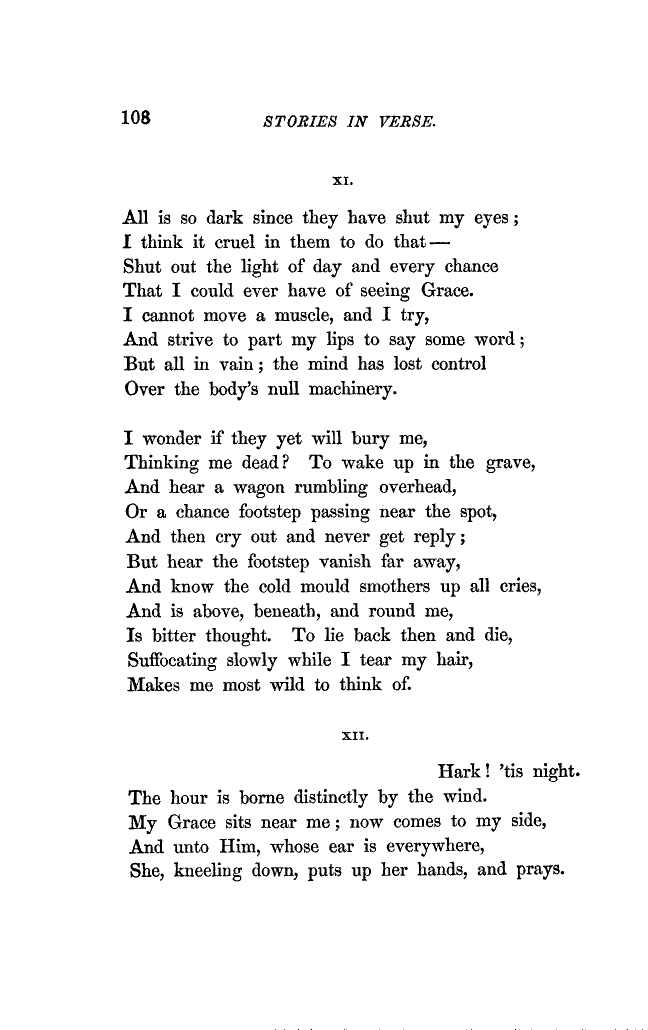 108 STORIES IN VERSE.
XI.
All is so dark since they have shut my eyes ;
I think it cruel in them to do that —
Shut out the light of day and every chance
That I could ever have of seeing Grace.
I cannot move a muscle, and I try,
And strive to part my lips to say some word ;
But all in vain ; the mind has lost control
Over the body's null machinery.
I wonder if they yet will bury me,
Thinking me dead ? To wake up in the grave,
And hear a wagon rumbling overhead,
Or a chance footstep passing near the spot,
And then cry out and never get reply ;
But hear the footstep vanish far away,
And know the cold mould smothers up all cries,
And is above, beneath, and round me,
Is bitter thought. To lie back then and die,
Suffocating slowly while I tear my hair,
Makes me most wild to think of.
XII.
Hark ! 'tis night.
The hour is borne distinctly by the wind.
My Grace sits near me ; now comes to my side,
And unto Him, whose ear is everywhere,
She, kneeling down, puts up her hands, and prays.